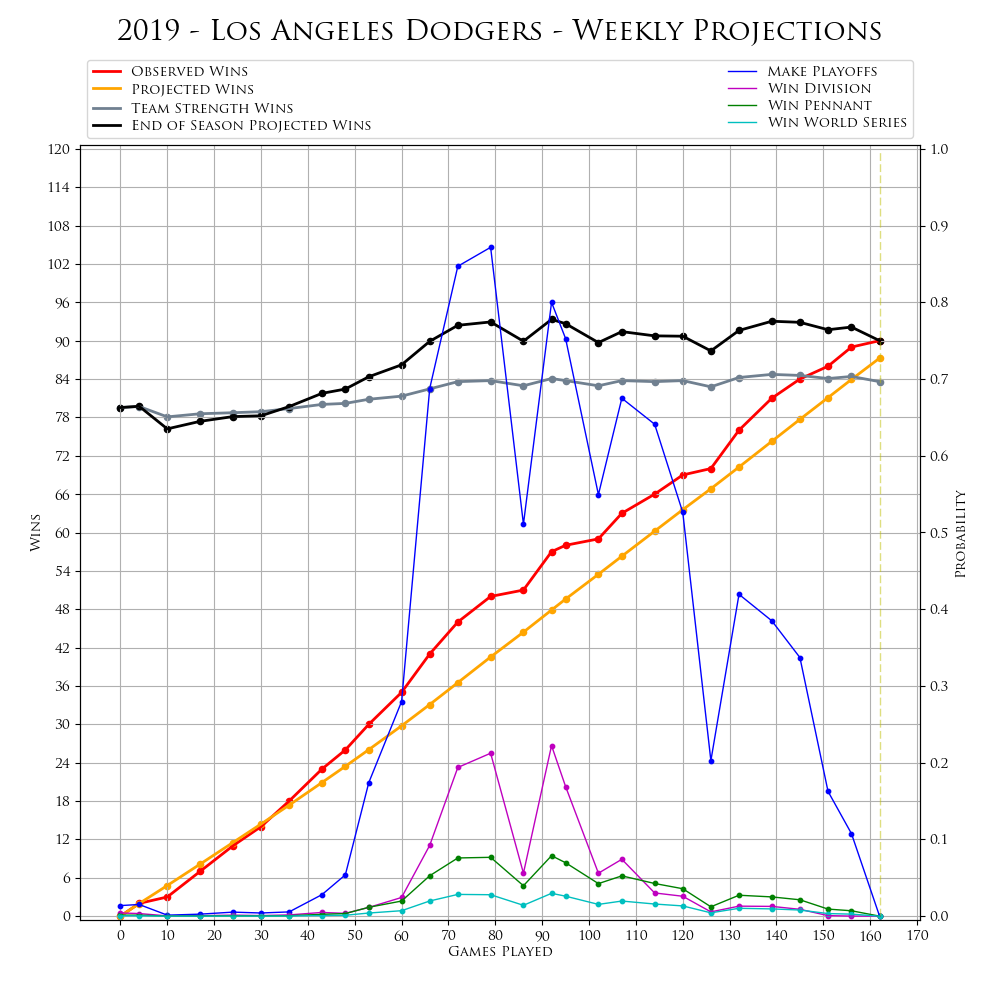 2019 - Los Angeles Dodgers - Weekly Projections
Observed Wins
Projected Wins
Team Strength Wins
End of Season Projected Wins
Make Playoffs
Win Division
Win Pennant
Win World Series
120
114
108
102
96
90
84
78
72
66
60
54
48
42
36
30
24
18
12
6
0
Wins
1.0
0.9
0.8
0.7
0.6
0.5
0.4
0.3
0.2
0.1
0.0
Probability
0 10 20 30 40 50 60 70 80 90 100 110 120 130 140 150 160 170
Games Played